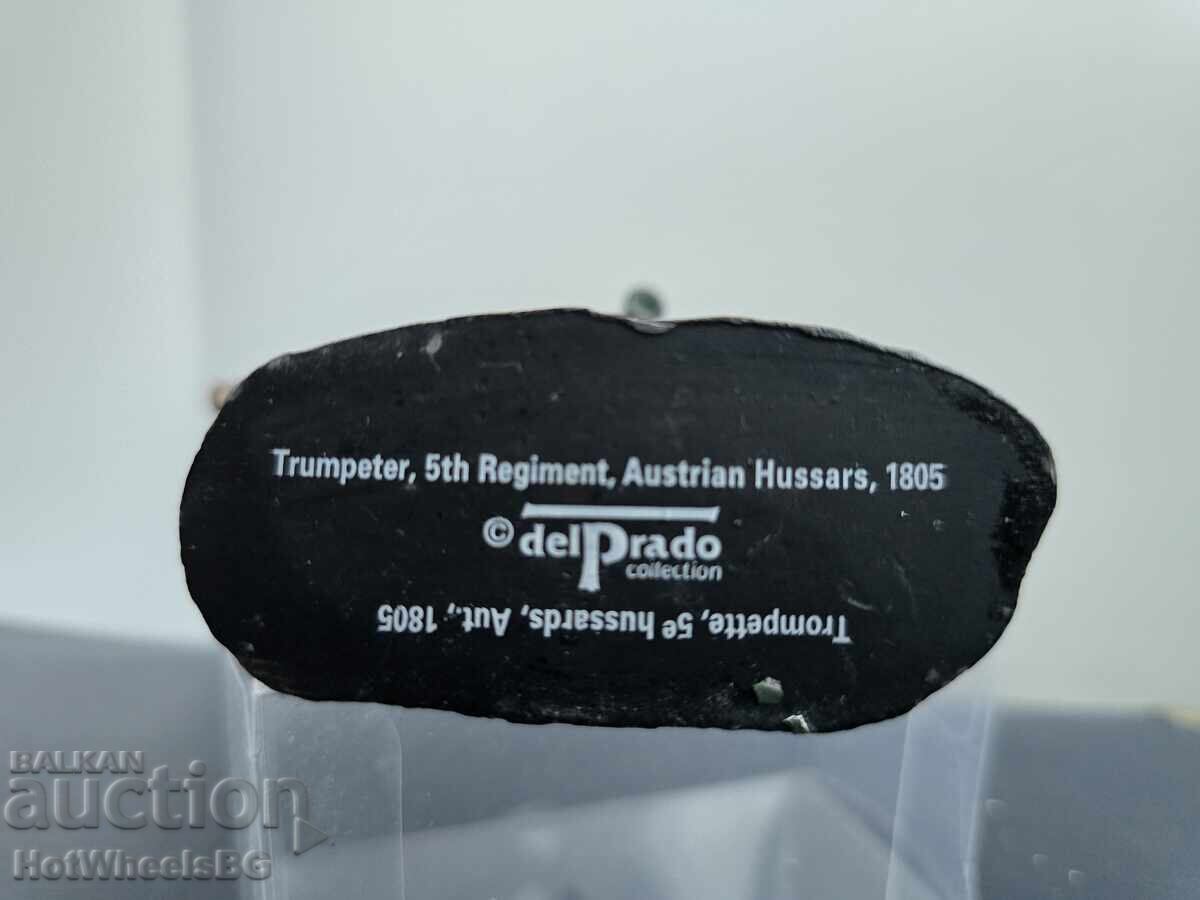 Trumpeter, 5th Regiment, Austrian Hussars, 1805
© delPrado
collection
Trompette, 5e hussards, Aut., 1805
BALKAN
auction
HotWheelsBG